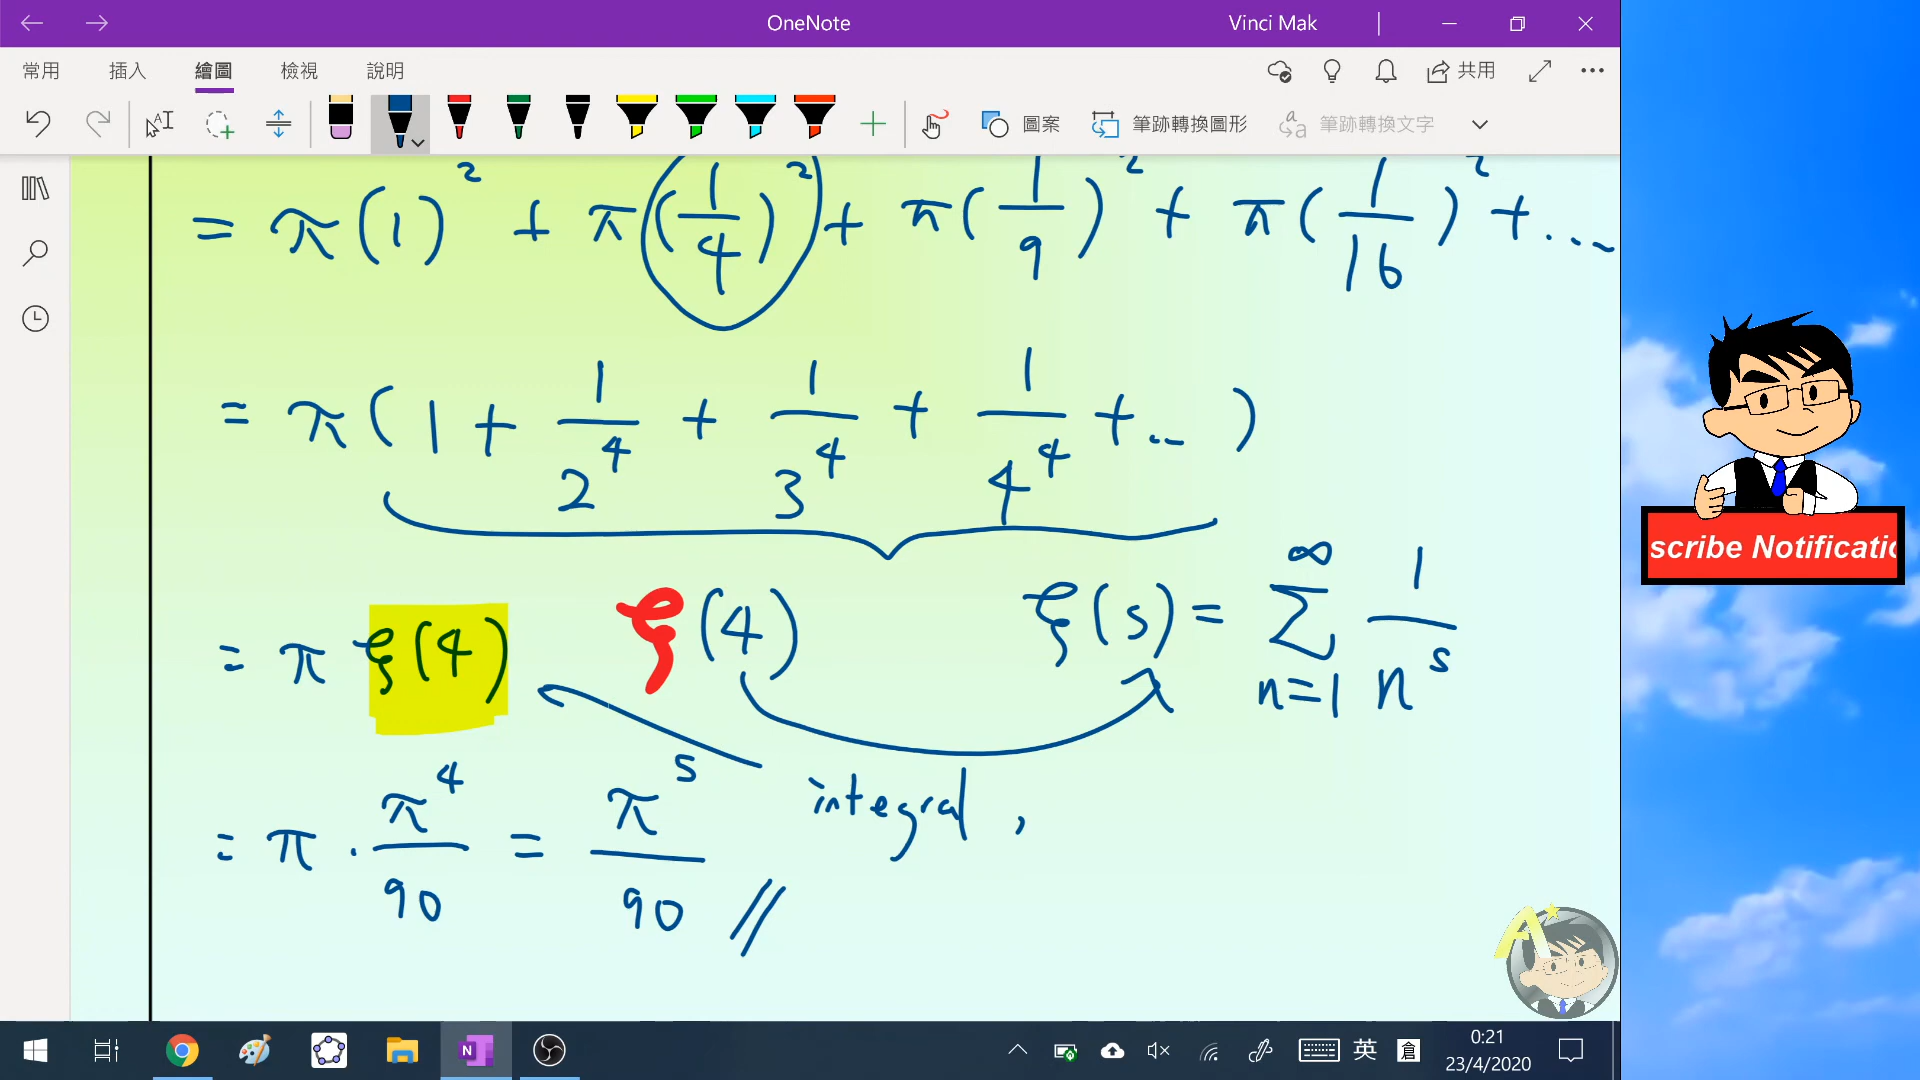 OneNote
Vinci Mak
常用 插入 繪圖 檢視 說明
共用
圖案 筆跡轉換圖形 筆跡轉換文字
= π(1)² + π(1/4)² + π(1/9)² + π(1/16)² + ...
= π(1 + 1/2⁴ + 1/3⁴ + 1/4⁴ + ... )
= π ξ(4) ξ(4) ξ(s) = ∞ Σ n=1 1/nˢ
= π · π⁴/90 = π⁵/90 // integral ,
scribe Notificati
A*
英 倉
0:21
23/4/2020